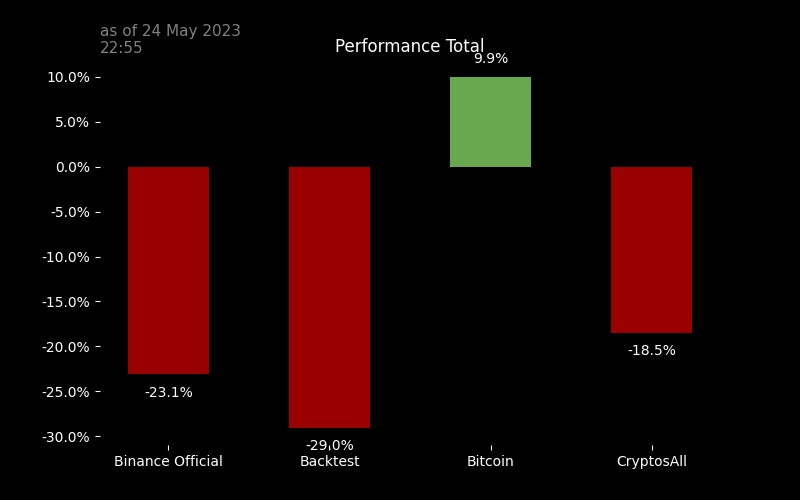 as of 24 May 2023
22:55
Performance Total
9.9%
10.0%
5.0%
0.0%
-5.0%
-10.0%
-15.0%
-20.0%
-18.5%
-25.0%
-23.1%
-30.0%
-29.0%
Binance Official
Backtest
Bitcoin
CryptosAll